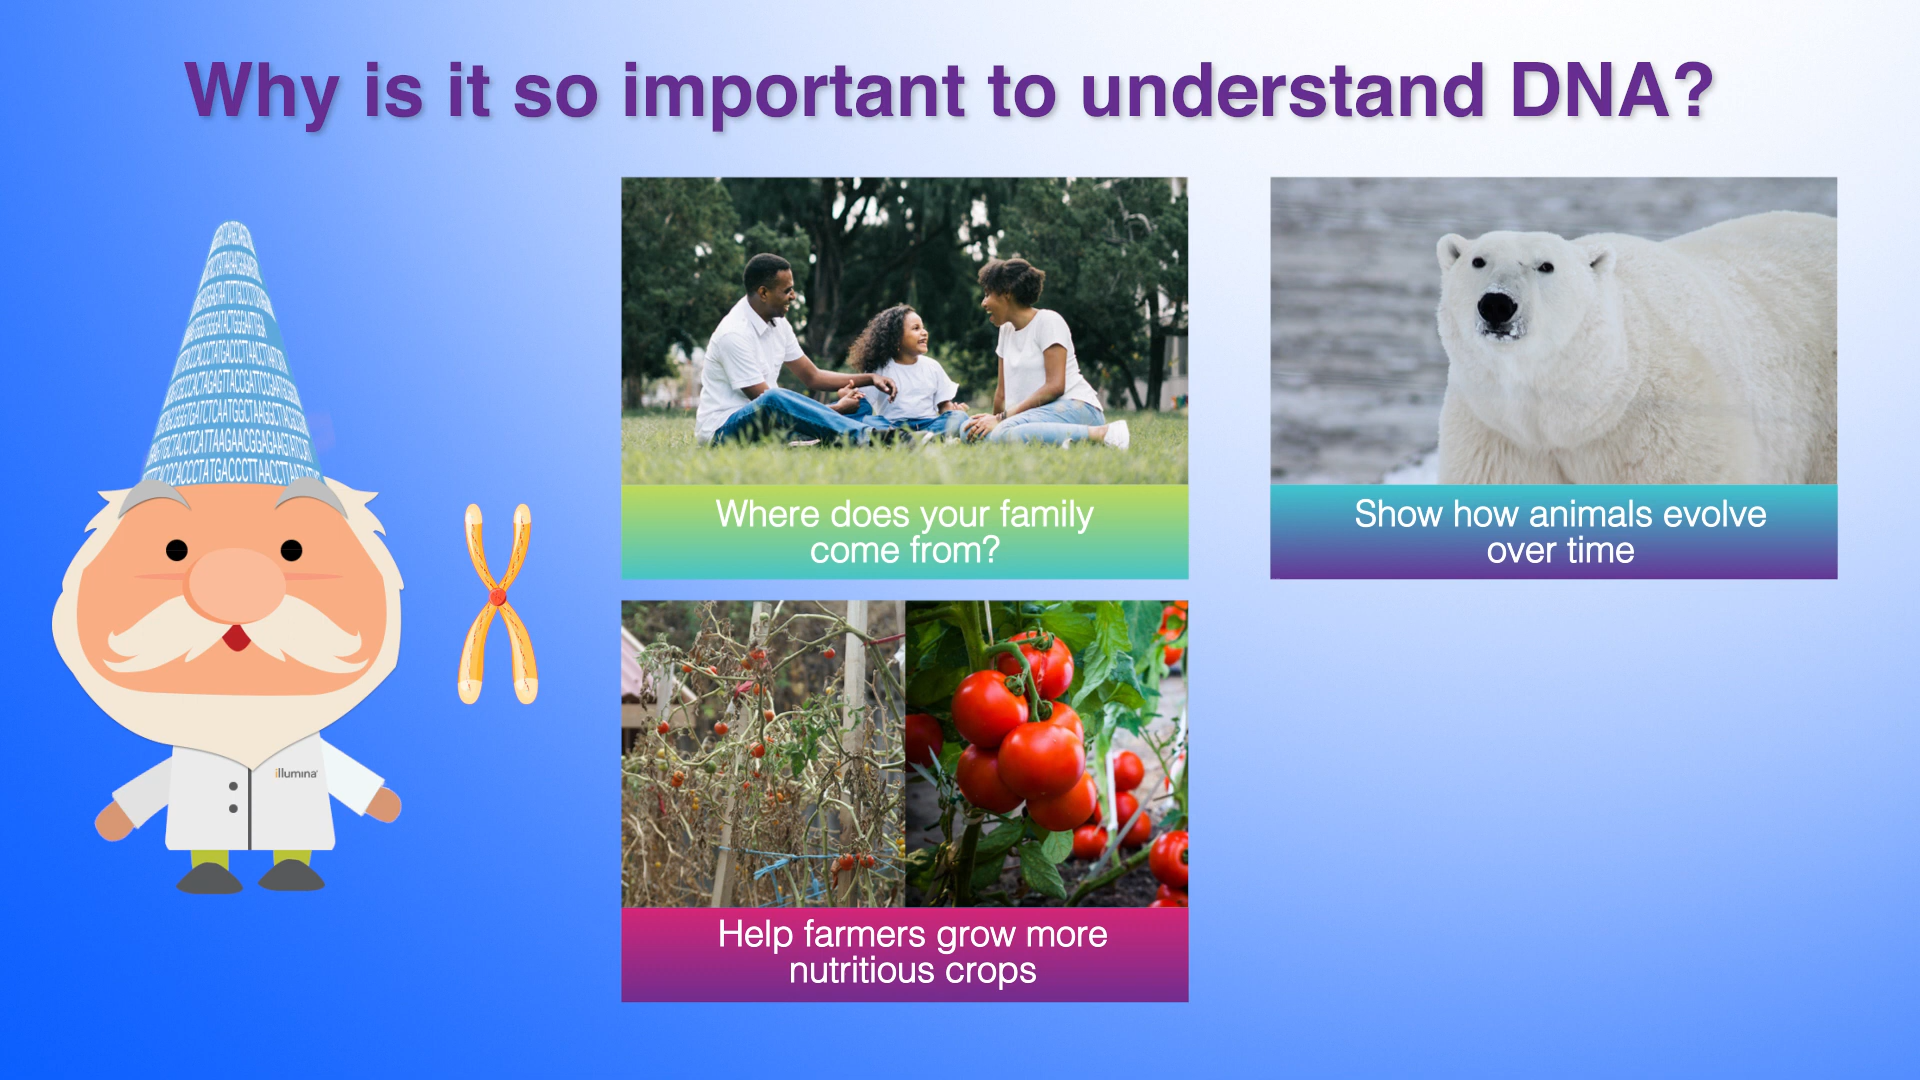 Why is it so important to understand DNA?
Where does your family
come from?
Show how animals evolve
over time
Help farmers grow more
nutritious crops
illumina